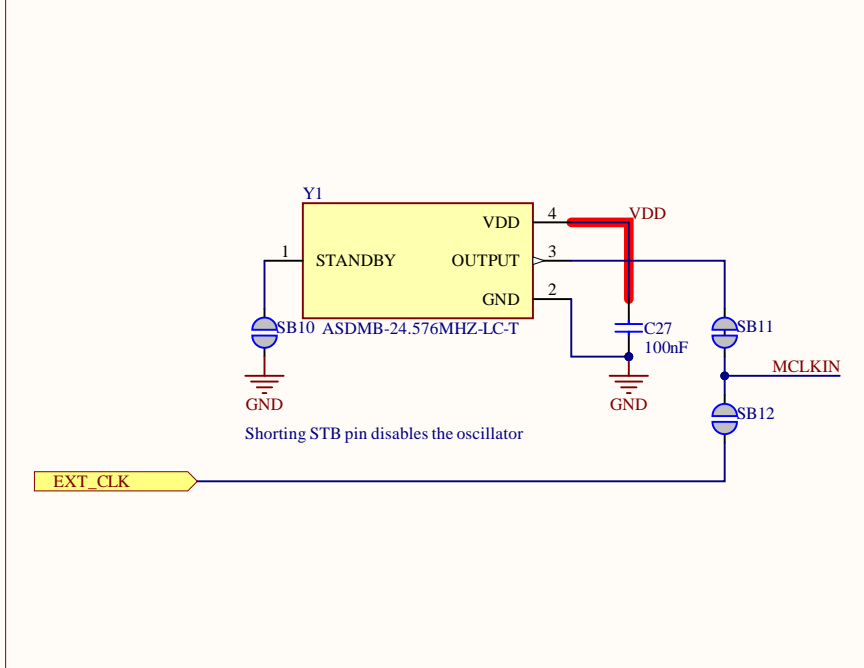 Y1
VDD
4
VDD
1
STANDBY
OUTPUT
3
GND
2
SB10
ASDMB-24.576MHZ-LC-T
C27
100nF
SB11
MCLKIN
GND
GND
SB12
Shorting STB pin disables the oscillator
EXT_CLK